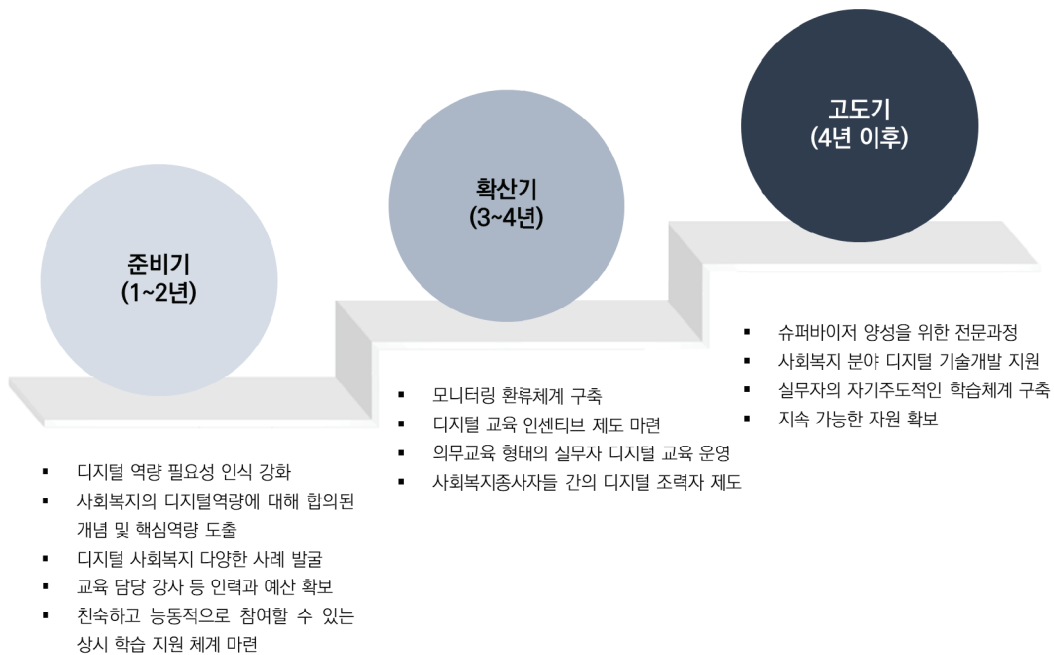 준비기
(1~2년)
▪ 디지털 역량 필요성 인식 강화
▪ 사회복지의 디지털역량에 대해 합의된
개념 및 핵심역량 도출
▪ 디지털 사회복지 다양한 사례 발굴
▪ 교육 담당 강사 등 인력과 예산 확보
▪ 친숙하고 능동적으로 참여할 수 있는
상시 학습 지원 체계 마련
확산기
(3~4년)
▪ 모니터링 환류체계 구축
▪ 디지털 교육 인센티브 제도 마련
▪ 의무교육 형태의 실무자 디지털 교육 운영
▪ 사회복지종사자들 간의 디지털 조력자 제도
고도기
(4년 이후)
▪ 슈퍼바이저 양성을 위한 전문과정
▪ 사회복지 분야 디지털 기술개발 지원
▪ 실무자의 자기주도적인 학습체계 구축
▪ 지속 가능한 자원 확보